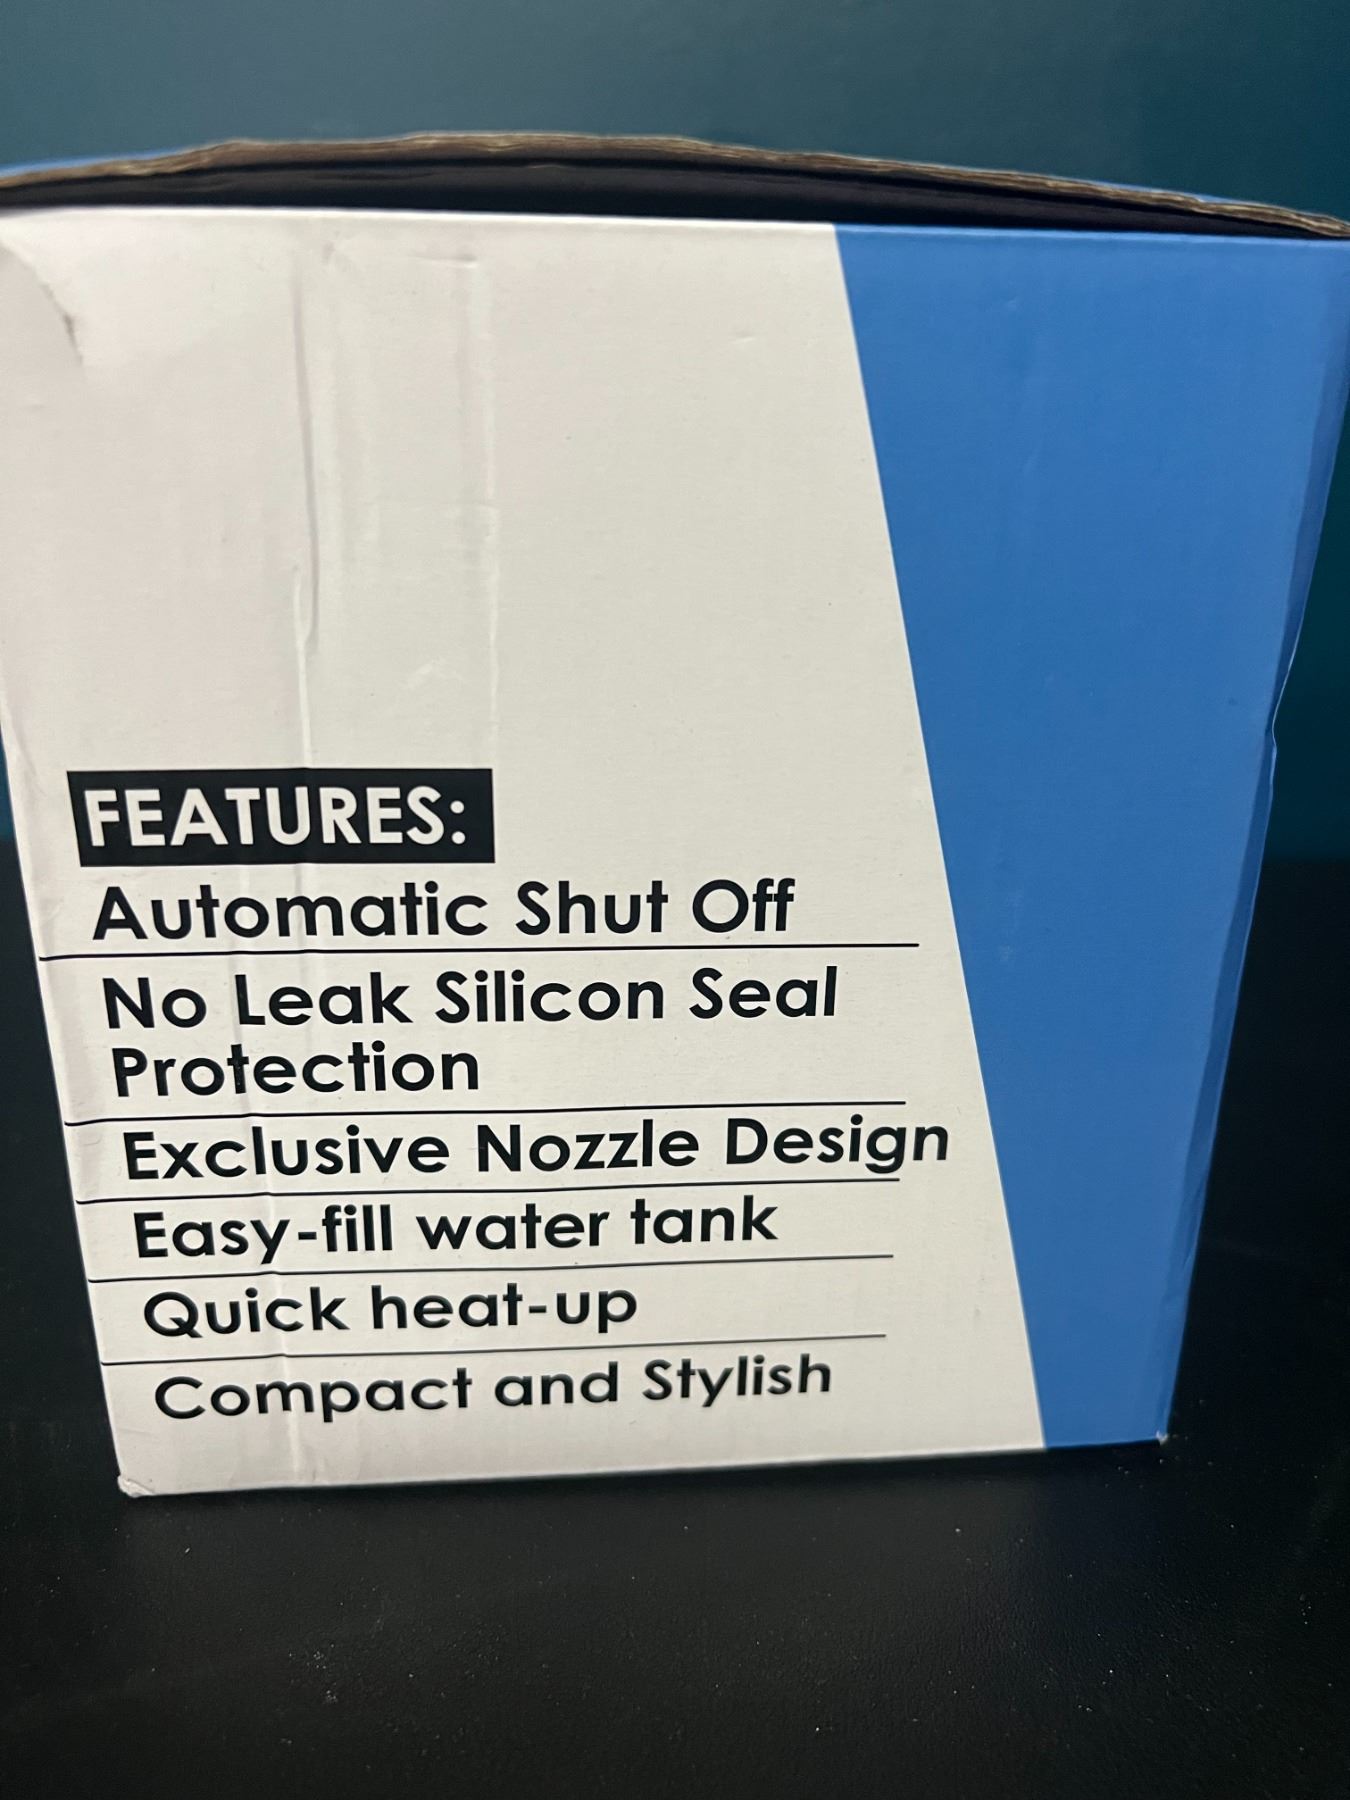 FEATURES:
Automatic Shut Off
No Leak Silicon Seal
Protection
Exclusive Nozzle Design
Easy-fill water tank
Quick heat-up
Compact and Stylish